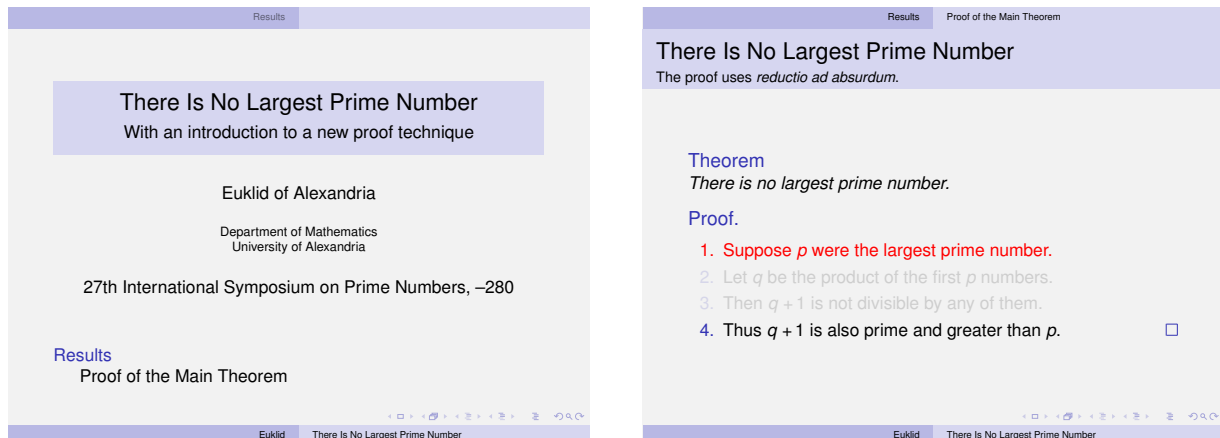 Results
There Is No Largest Prime Number
With an introduction to a new proof technique
Euklid of Alexandria
Department of Mathematics
University of Alexandria
27th International Symposium on Prime Numbers, –280
Results
Proof of the Main Theorem
Euklid There Is No Largest Prime Number
Results Proof of the Main Theorem
There Is No Largest Prime Number
The proof uses reductio ad absurdum.
Theorem
There is no largest prime number.
Proof.
1. Suppose p were the largest prime number.
2. Let q be the product of the first p numbers.
3. Then q + 1 is not divisible by any of them.
4. Thus q + 1 is also prime and greater than p. □
Euklid There Is No Largest Prime Number